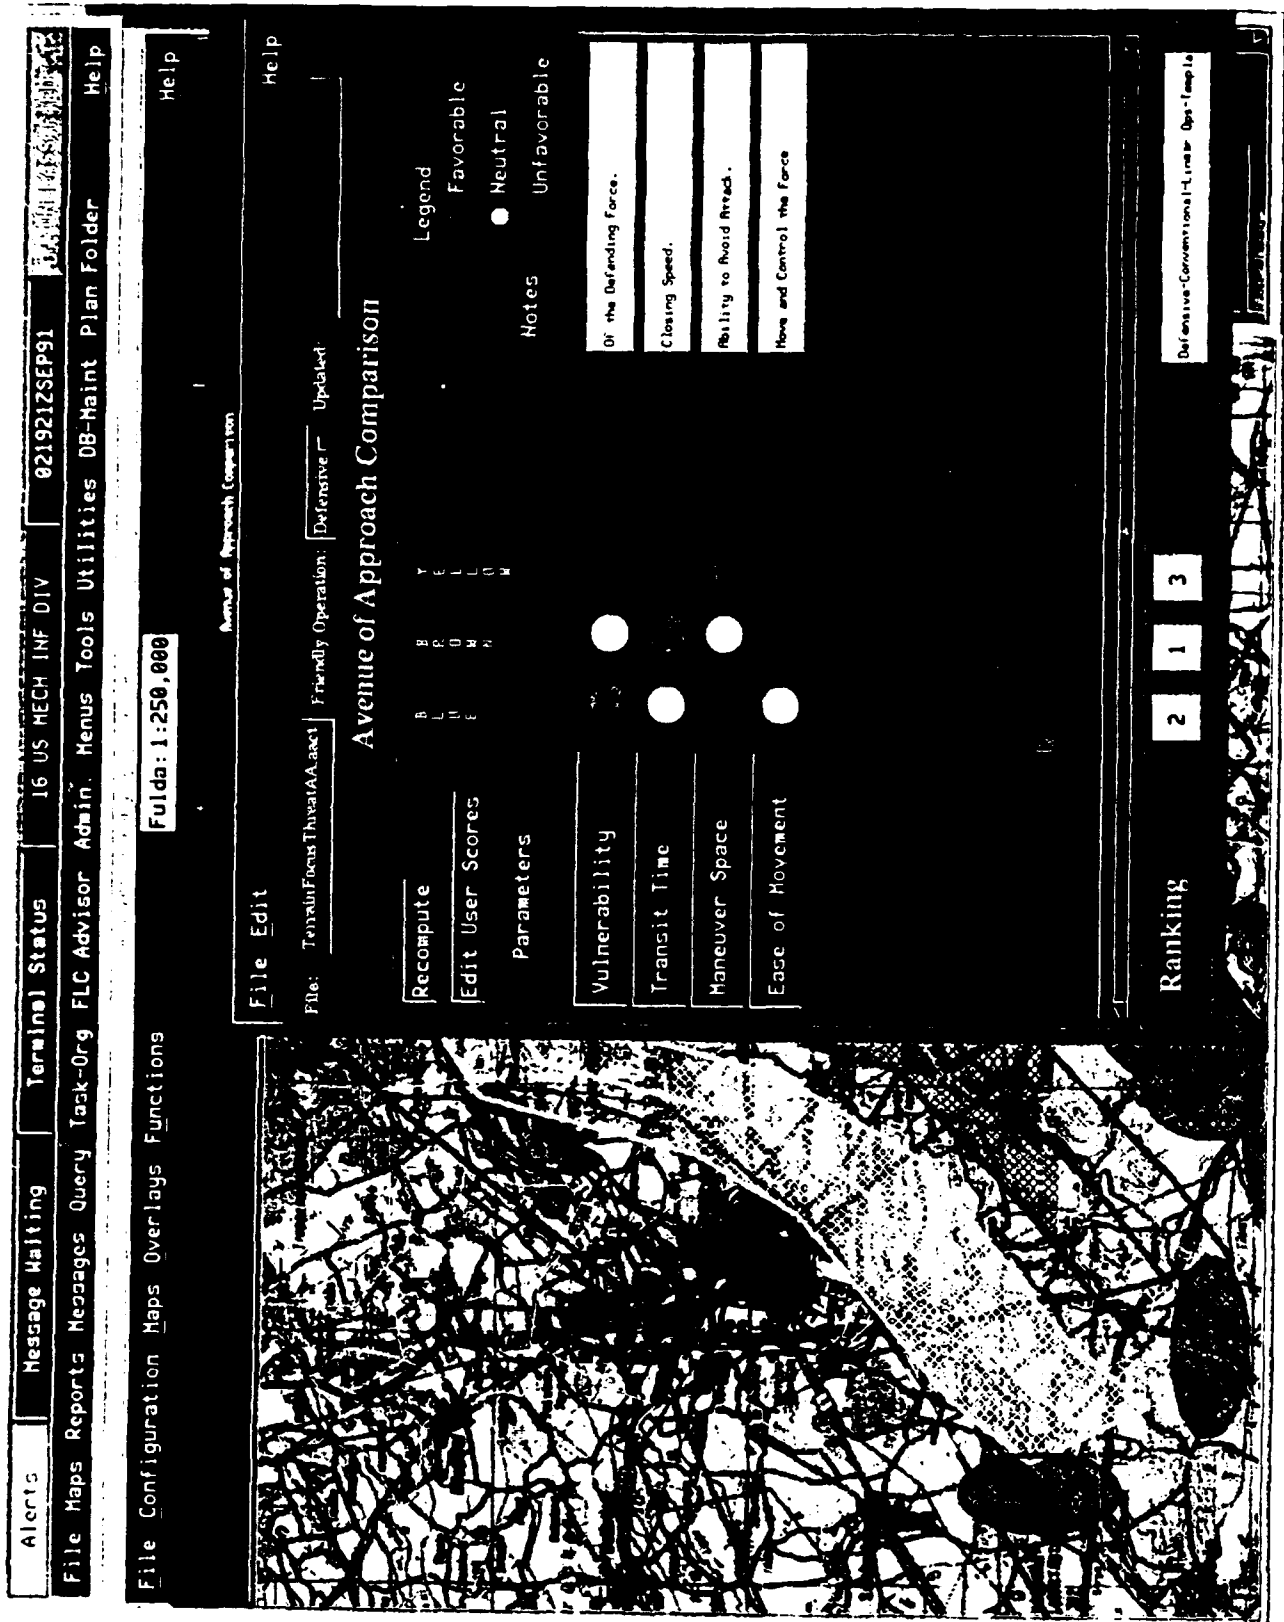 Alerts Message Waiting Terminal Status 16 US MECH INF DIV 021921ZSEP91
File Maps Reports Messages Query Task-Org FLC Advisor Admin. Menus Tools Utilities DB-Maint Plan Folder Help
Fulda: 1:250,000
File Configuration Maps Overlays Functions Help
Avenue of Approach Comparison
File Edit Help
File: TerrainFocusThreatAA.aact Friendly Operation: Defensive Updated:
Avenue of Approach Comparison
Recompute BLUE BROWN YELLOW Legend
Edit User Scores Favorable
Neutral
Parameters Notes Unfavorable
Vulnerability Of the Defending Force.
Transit Time Closing Speed.
Maneuver Space Ability to Avoid Attack.
Ease of Movement Move and Control the Force
Ranking 2 1 3 Defensive-Conventional-Linear Ops-Templa